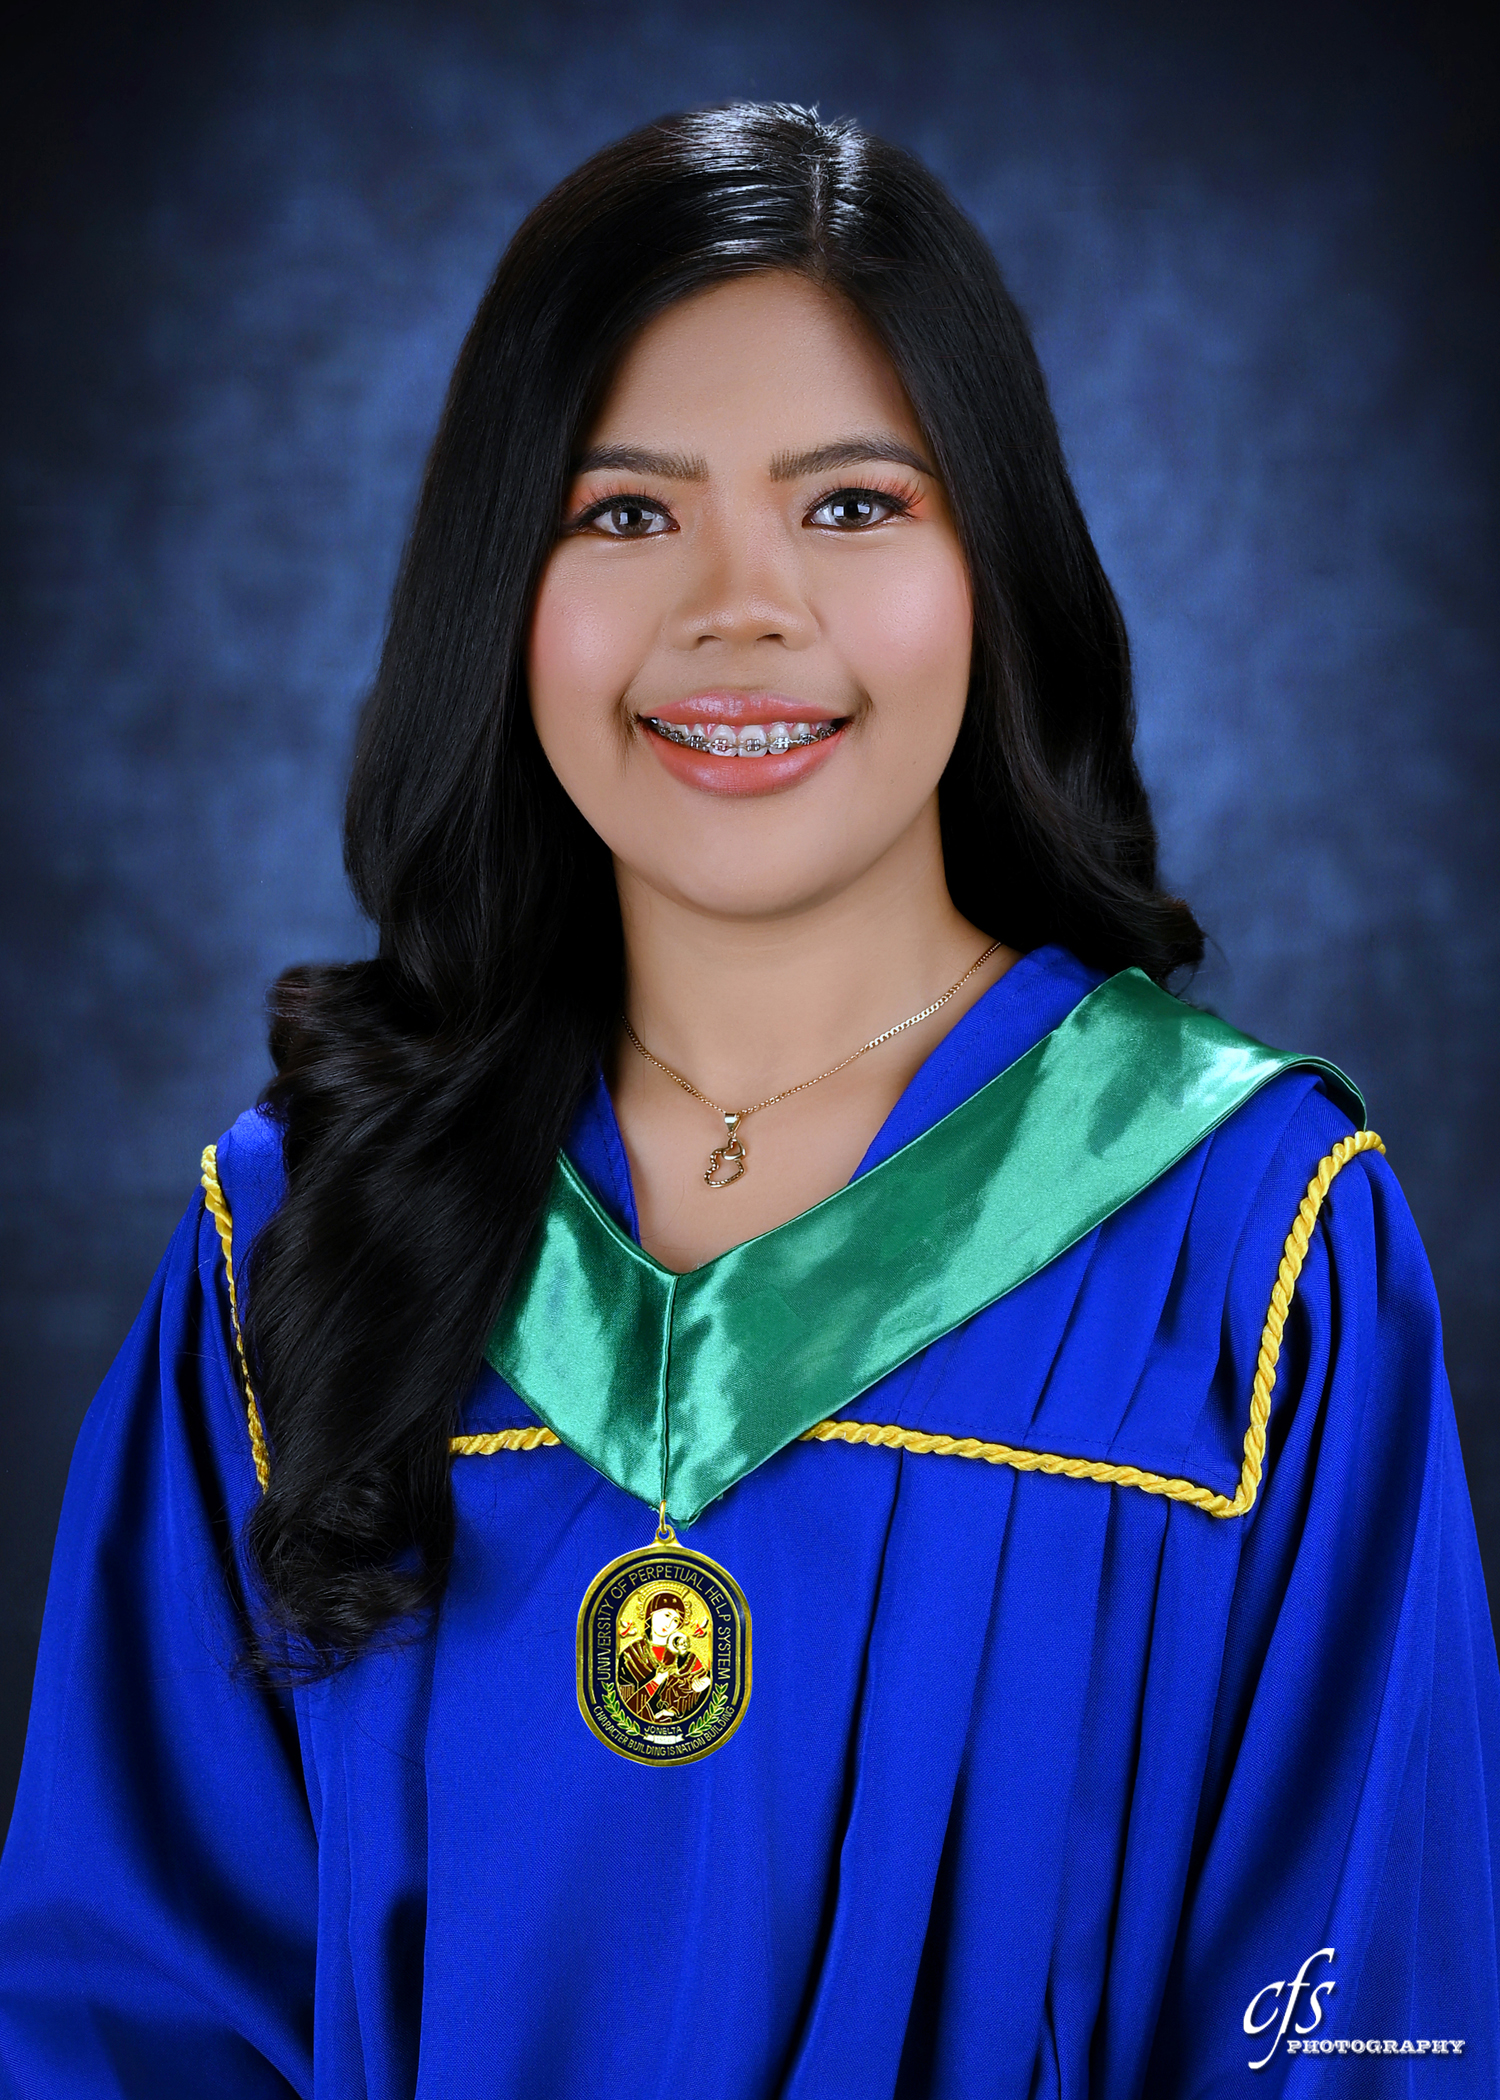 UNIVERSITY OF PERPETUAL HELP SYSTEM
JONELTA
CHARACTER BUILDING IS NATION BUILDING
cfs
PHOTOGRAPHY